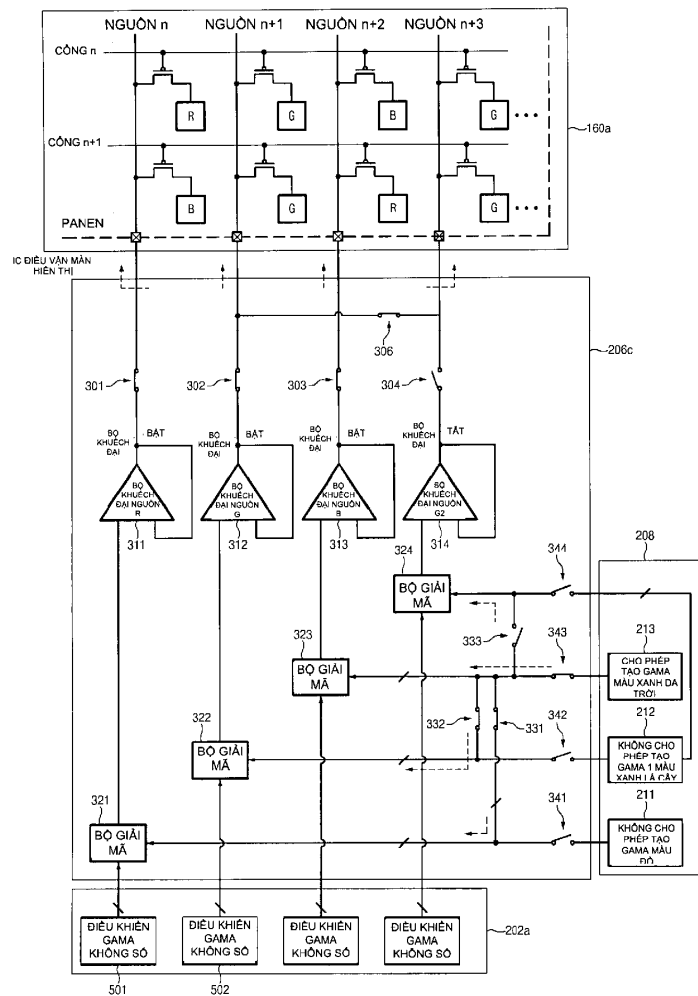 NGUỒN n NGUỒN n+1 NGUỒN n+2 NGUỒN n+3
CỔNG n
R G B G
160a
CỔNG n+1
B G R G
PANEN
IC ĐIỀU VẬN MÀN
HIỂN THỊ
306
206c
301 302 303 304
BỘ KHUẾCH ĐẠI BẬT BỘ KHUẾCH ĐẠI BẬT BỘ KHUẾCH ĐẠI BẬT BỘ KHUẾCH ĐẠI TẮT
BỘ KHUẾCH ĐẠI NGUỒN R BỘ KHUẾCH ĐẠI NGUỒN G BỘ KHUẾCH ĐẠI NGUỒN B BỘ KHUẾCH ĐẠI NGUỒN G2
311 312 313 314
324
344
208
BỘ GIẢI
MÃ
333
323
343
213
BỘ GIẢI
MÃ
CHO PHÉP
TẠO GAMA
MÀU XANH DA
TRỜI
322
332
331
342
212
BỘ GIẢI
MÃ
KHÔNG CHO
PHÉP TẠO
GAMA 1 MÀU
XANH LÁ CÂY
321
341
211
BỘ GIẢI
MÃ
KHÔNG CHO
PHÉP TẠO
GAMA MÀU
ĐỎ
ĐIỀU KHIỂN
GAMA
KHÔNG SỐ
ĐIỀU KHIỂN
GAMA
KHÔNG SỐ
ĐIỀU KHIỂN
GAMA
KHÔNG SỐ
ĐIỀU KHIỂN
GAMA
KHÔNG SỐ
202a
501 502